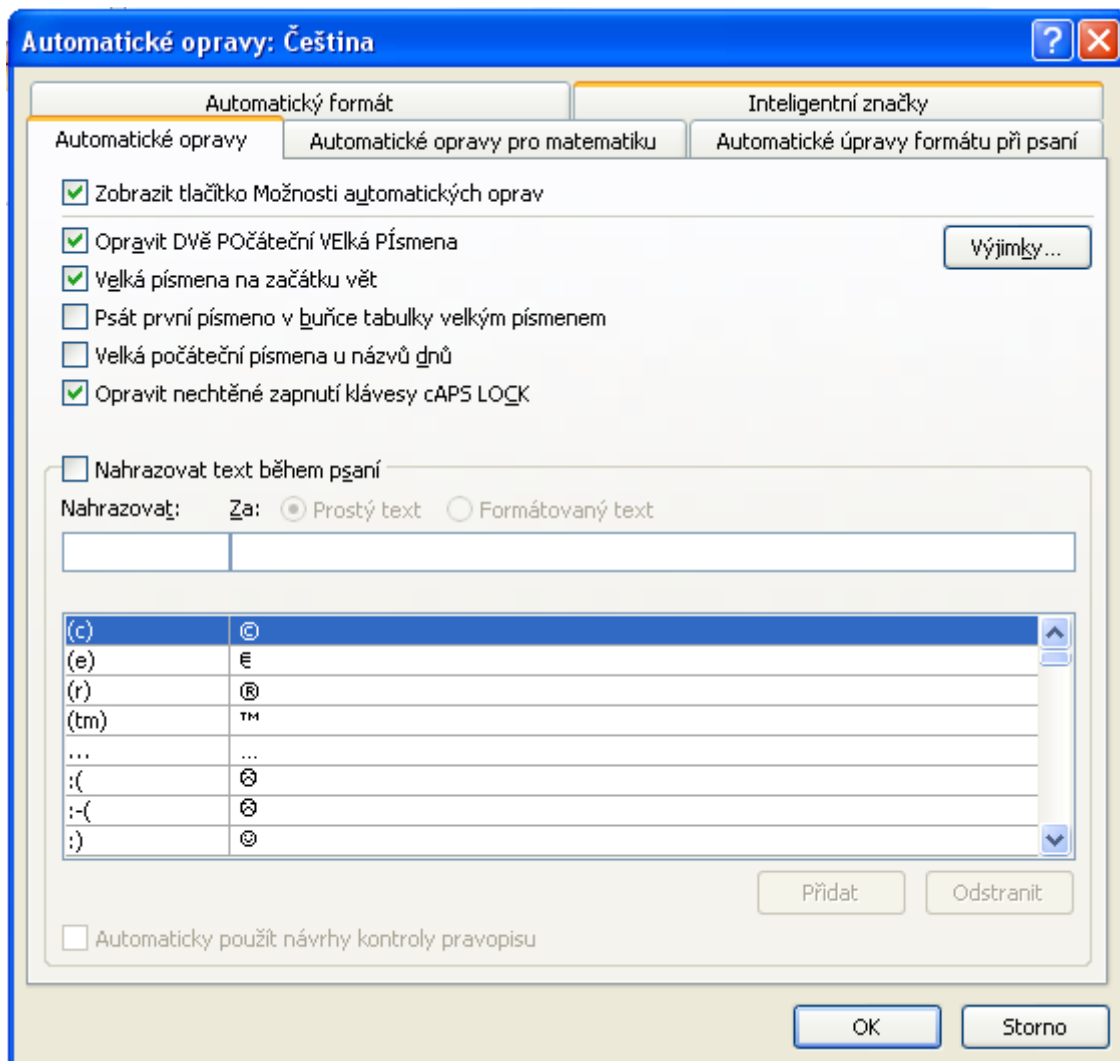 Automatické opravy: Čeština
Automatický formát Inteligentní značky
Automatické opravy Automatické opravy pro matematiku Automatické úpravy formátu při psaní
Zobrazit tlačítko Možnosti automatických oprav
Opravit DVě POčáteční VElká PÍsmena Výjimky...
Velká písmena na začátku vět
Psát první písmeno v buňce tabulky velkým písmenem
Velká počáteční písmena u názvů dnů
Opravit nechtěné zapnutí klávesy cAPS LOCK
Nahrazovat text během psaní
Nahrazovat: Za: Prostý text Formátovaný text
(c) ©
(e) €
(r) ®
(tm) ™
... …
:( ☹
:-( ☹
:) ☺
Přidat Odstranit
Automaticky použít návrhy kontroly pravopisu
OK Storno